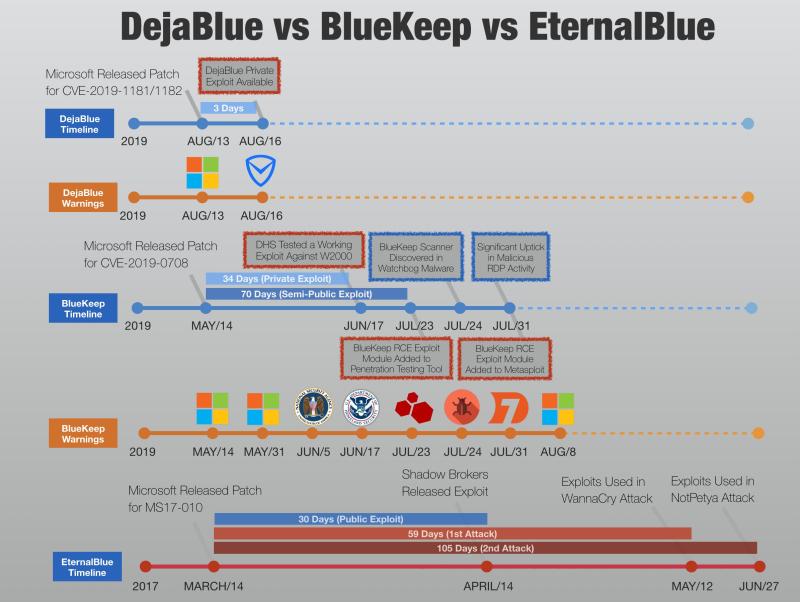 DejaBlue vs BlueKeep vs EternalBlue
Microsoft Released Patch
for CVE-2019-1181/1182
DejaBlue Private
Exploit Available
3 Days
DejaBlue
Timeline
2019
AUG/13
AUG/16
DejaBlue
Warnings
2019
AUG/13
AUG/16
Microsoft Released Patch
for CVE-2019-0708
DHS Tested a Working
Exploit Against W2000
BlueKeep Scanner
Discovered in
Watchbog Malware
Significant Uptick
in Malicious
RDP Activity
34 Days (Private Exploit)
70 Days (Semi-Public Exploit)
BlueKeep
Timeline
2019
MAY/14
JUN/17
JUL/23
JUL/24
JUL/31
BlueKeep RCE Exploit
Module Added to
Penetration Testing Tool
BlueKeep RCE
Exploit Module
Added to Metasploit
BlueKeep
Warnings
2019
MAY/14
MAY/31
JUN/5
JUN/17
JUL/23
JUL/24
JUL/31
AUG/8
Microsoft Released Patch
for MS17-010
Shadow Brokers
Released Exploit
Exploits Used in
WannaCry Attack
Exploits Used in
NotPetya Attack
30 Days (Public Exploit)
59 Days (1st Attack)
105 Days (2nd Attack)
EternalBlue
Timeline
2017
MARCH/14
APRIL/14
MAY/12
JUN/27